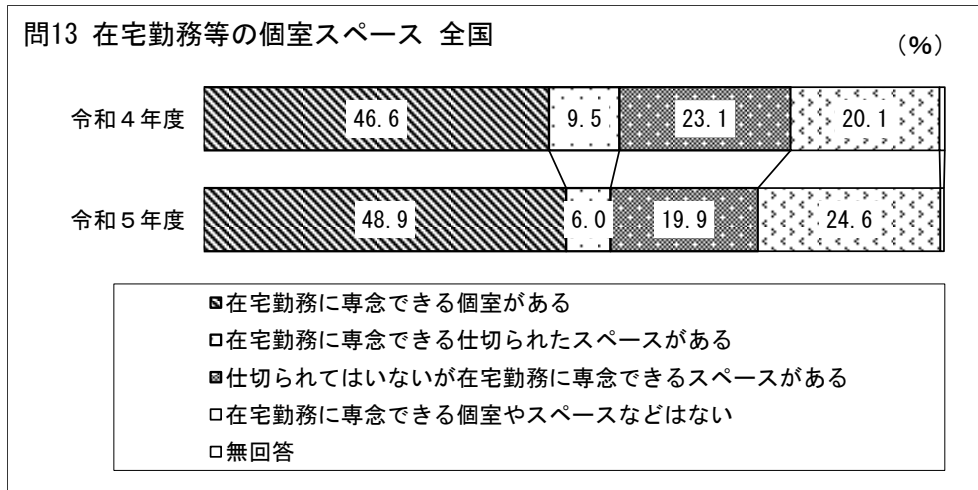 問13 在宅勤務等の個室スペース 全国
(%)
令和4年度 46.6 9.5 23.1 20.1
令和5年度 48.9 6.0 19.9 24.6
在宅勤務に専念できる個室がある
在宅勤務に専念できる仕切られたスペースがある
仕切られてはいないが在宅勤務に専念できるスペースがある
在宅勤務に専念できる個室やスペースなどはない
無回答